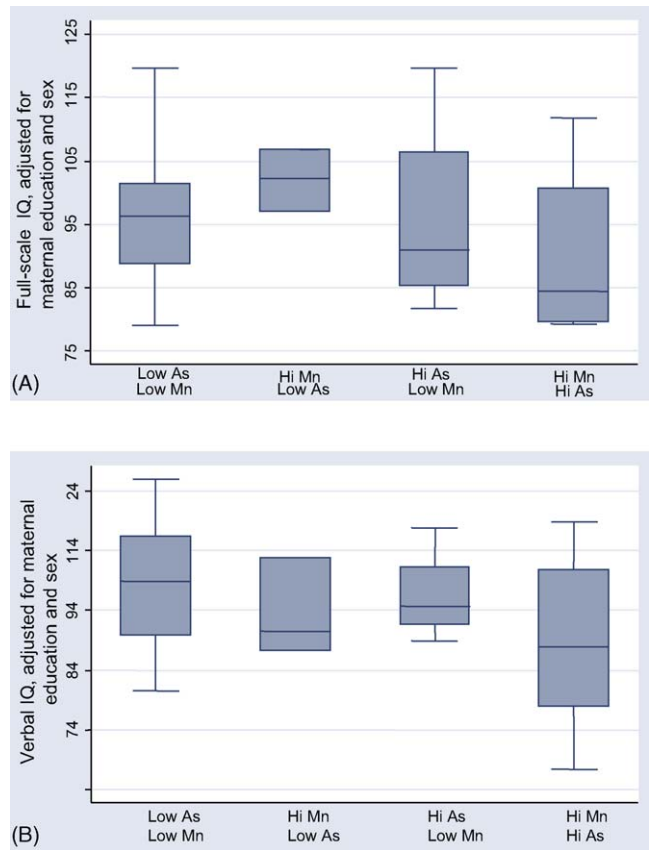 Full-scale IQ, adjusted for
maternal education and sex
125
115
105
95
85
75
Low As
Low Mn
Hi Mn
Low As
Hi As
Low Mn
Hi Mn
Hi As
(A)
Verbal IQ, adjusted for maternal
education and sex
24
114
94
84
74
Low As
Low Mn
Hi Mn
Low As
Hi As
Low Mn
Hi Mn
Hi As
(B)